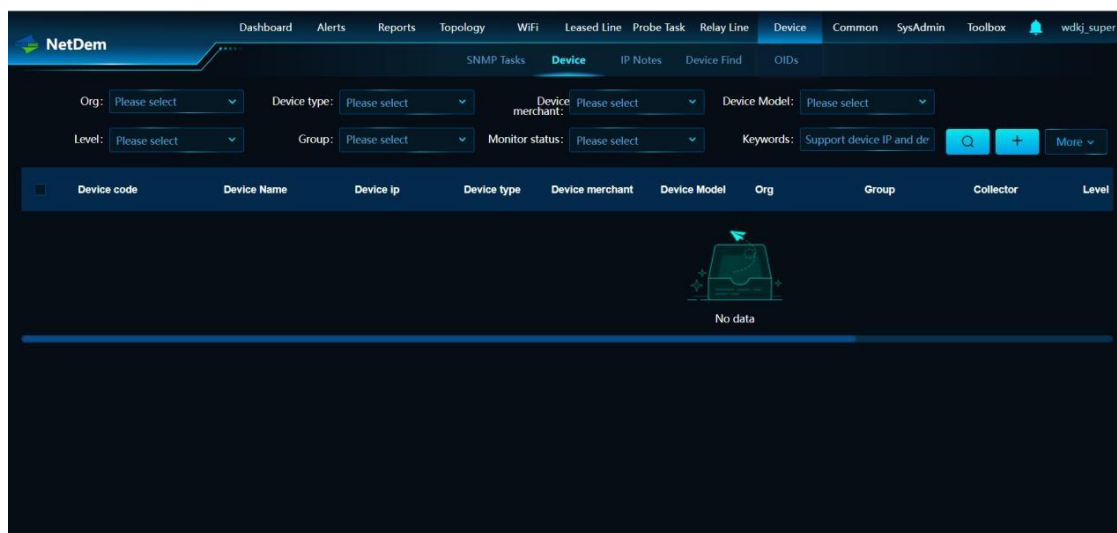 NetDem
Dashboard Alerts Reports Topology WiFi Leased Line Probe Task Relay Line Device Common SysAdmin Toolbox wdkj_super
SNMP Tasks Device IP Notes Device Find OIDs
Org: Please select Device type: Please select Device merchant: Please select Device Model: Please select
Level: Please select Group: Please select Monitor status: Please select Keywords: Support device IP and de More
Device code Device Name Device ip Device type Device merchant Device Model Org Group Collector Level
No data